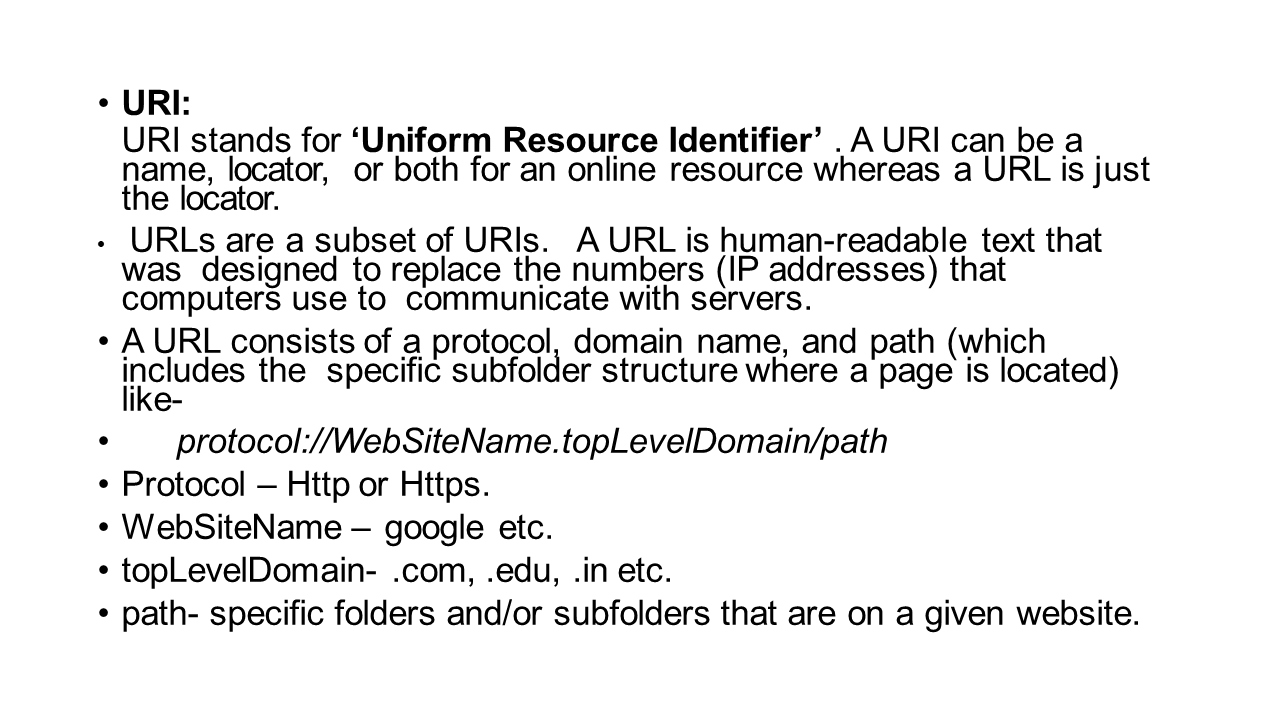 • URI:
URI stands for ‘Uniform Resource Identifier’ . A URI can be a
name, locator, or both for an online resource whereas a URL is just
the locator.
• URLs are a subset of URIs. A URL is human-readable text that
was designed to replace the numbers (IP addresses) that
computers use to communicate with servers.
• A URL consists of a protocol, domain name, and path (which
includes the specific subfolder structure where a page is located)
like-
• protocol://WebSiteName.topLevelDomain/path
• Protocol – Http or Https.
• WebSiteName – google etc.
• topLevelDomain- .com, .edu, .in etc.
• path- specific folders and/or subfolders that are on a given website.